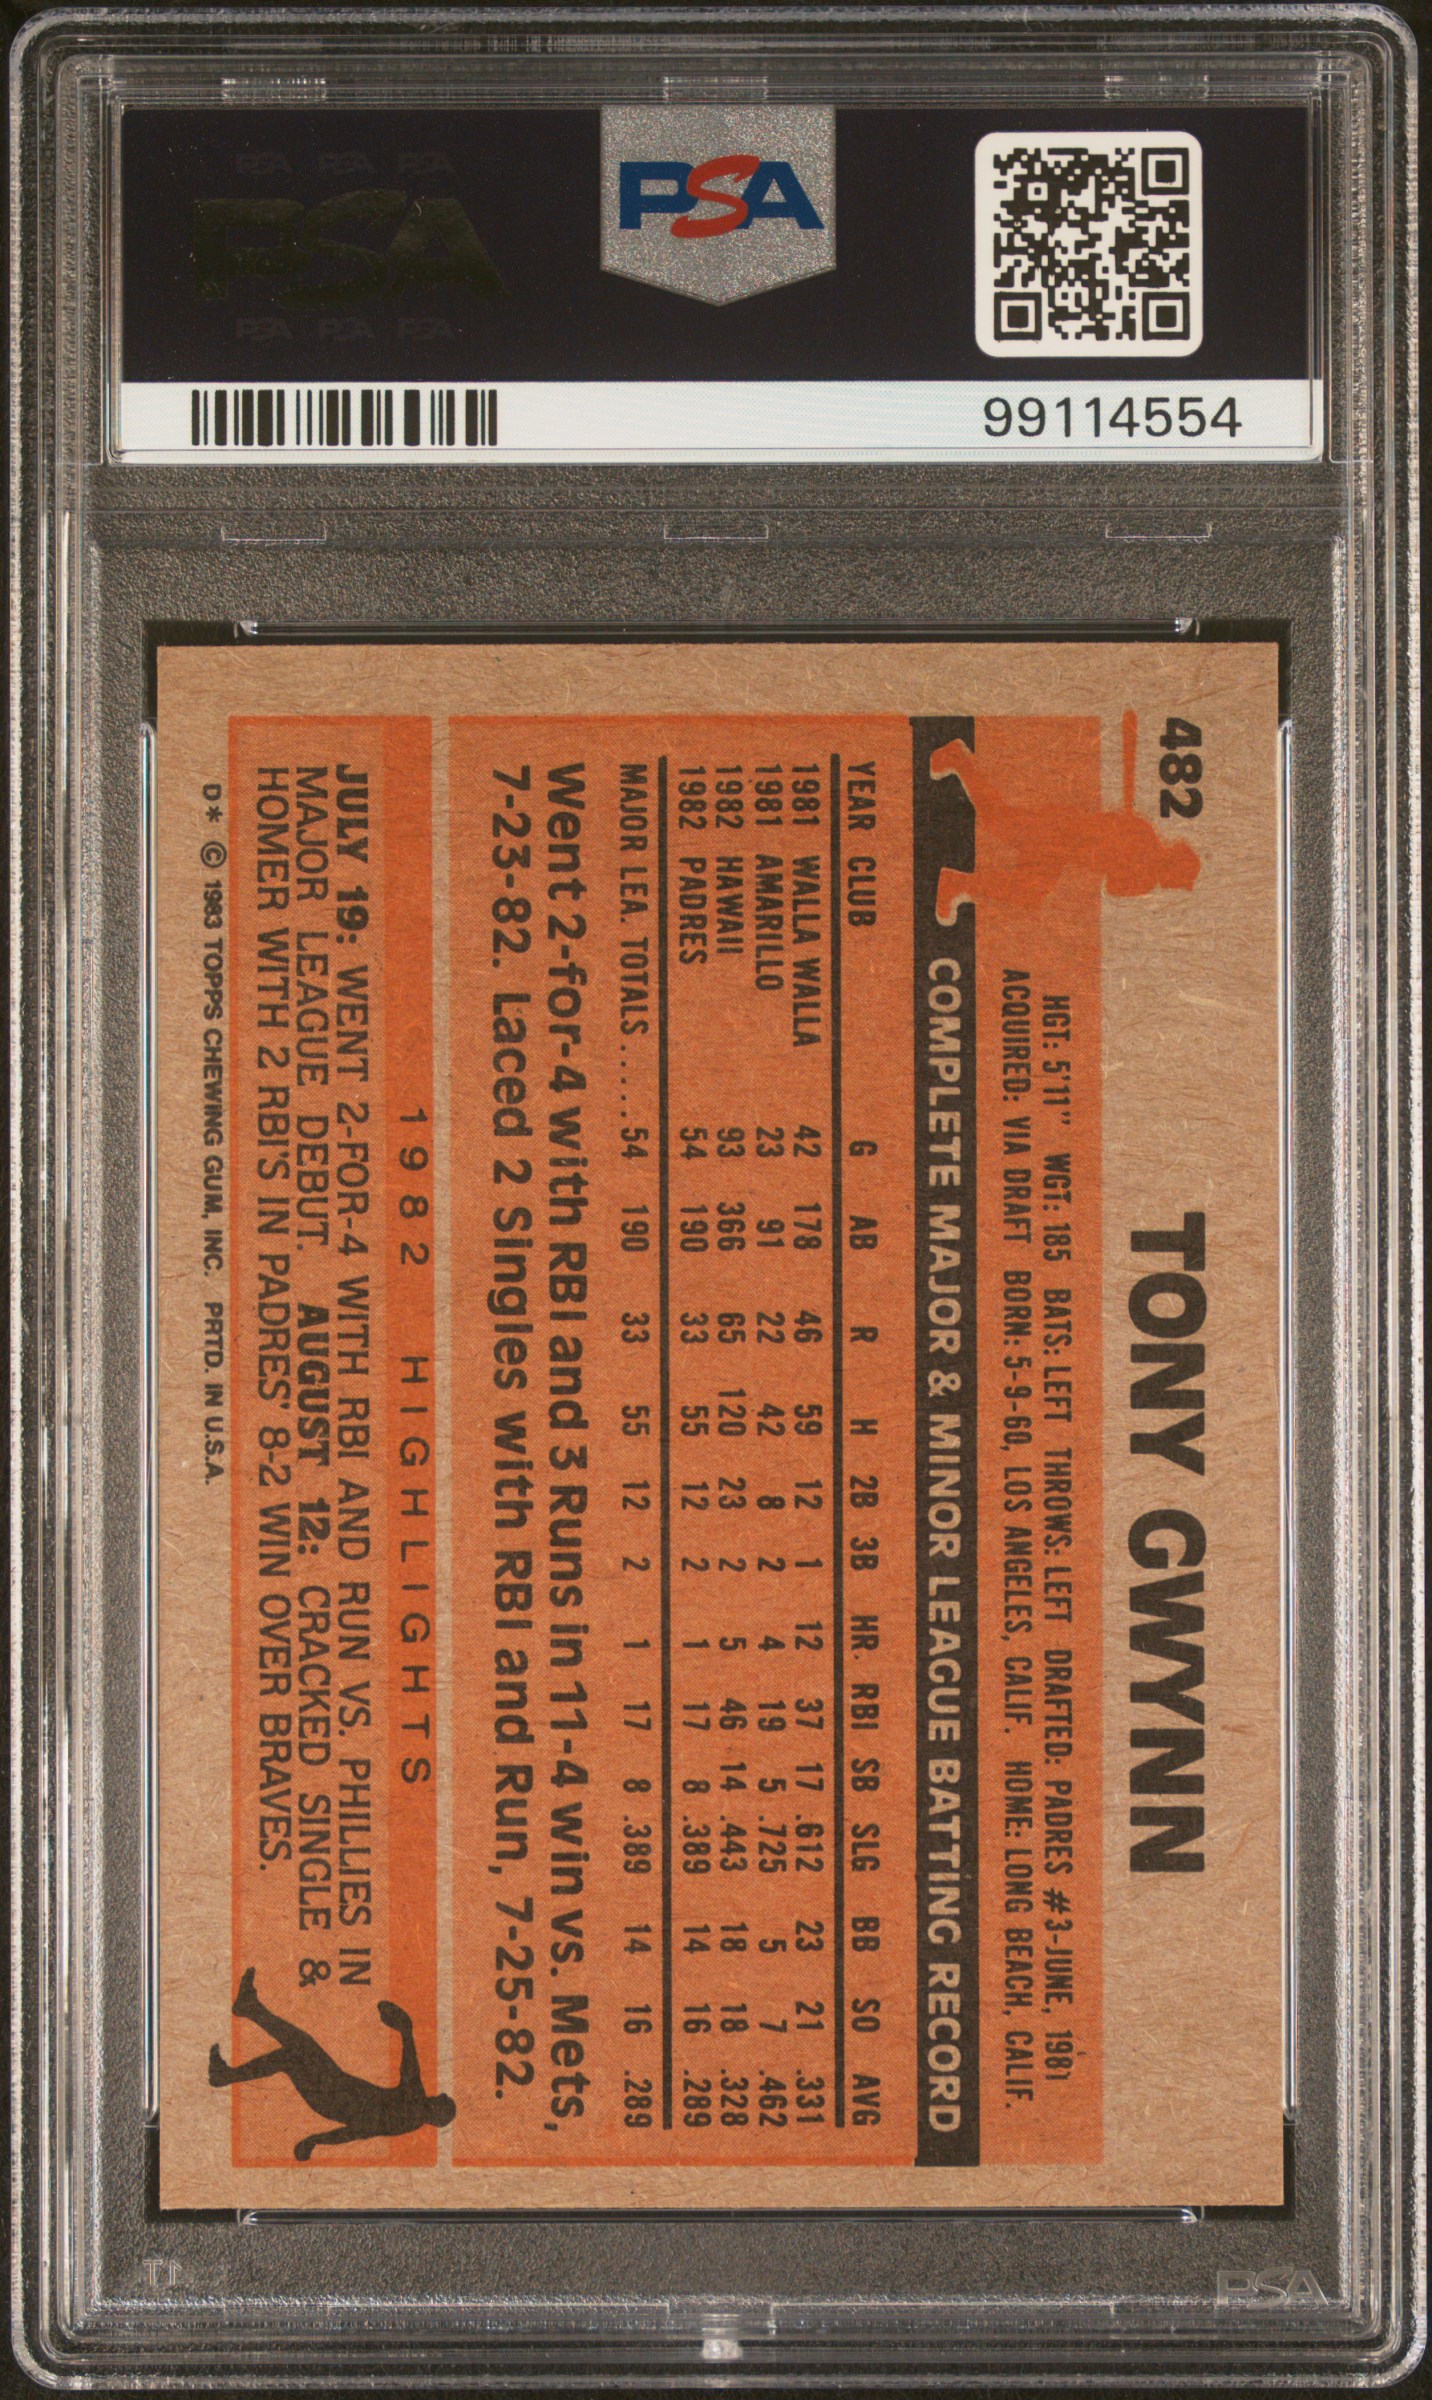 PSA PSA PSA
PSA
PSA PSA PSA
PSA
99114554
482
TONY GWYNN
HGT: 5'11" WGT: 185 BATS: LEFT THROWS: LEFT DRAFTED: PADRES #3-JUNE, 1981
ACQUIRED: VIA DRAFT BORN: 5-9-60, LOS ANGELES, CALIF. HOME: LONG BEACH, CALIF.
COMPLETE MAJOR & MINOR LEAGUE BATTING RECORD
YEAR CLUB G AB R H 2B 3B HR. RBI SB SLG BB SO AVG
1981 WALLA WALLA 42 178 46 59 12 1 12 37 17 .612 23 21 .331
1981 AMARILLO 23 91 22 42 8 2 4 19 5 .725 5 7 .462
1982 HAWAII 93 366 65 120 23 2 5 46 14 .443 18 18 .328
1982 PADRES 54 190 33 55 12 2 1 17 8 .389 14 16 .289
MAJOR LEA. TOTALS......54 190 33 55 12 2 1 17 8 .389 14 16 .289
Went 2-for-4 with RBI and 3 Runs in 11-4 win vs. Mets,
7-23-82. Laced 2 Singles with RBI and Run, 7-25-82.
1982 HIGHLIGHTS
JULY 19: WENT 2-FOR-4 WITH RBI AND RUN VS. PHILLIES IN
MAJOR LEAGUE DEBUT. AUGUST 12: CRACKED SINGLE &
HOMER WITH 2 RBI'S IN PADRES' 8-2 WIN OVER BRAVES.
D* © 1983 TOPPS CHEWING GUM, INC. PRTD. IN U.S.A.
PSA